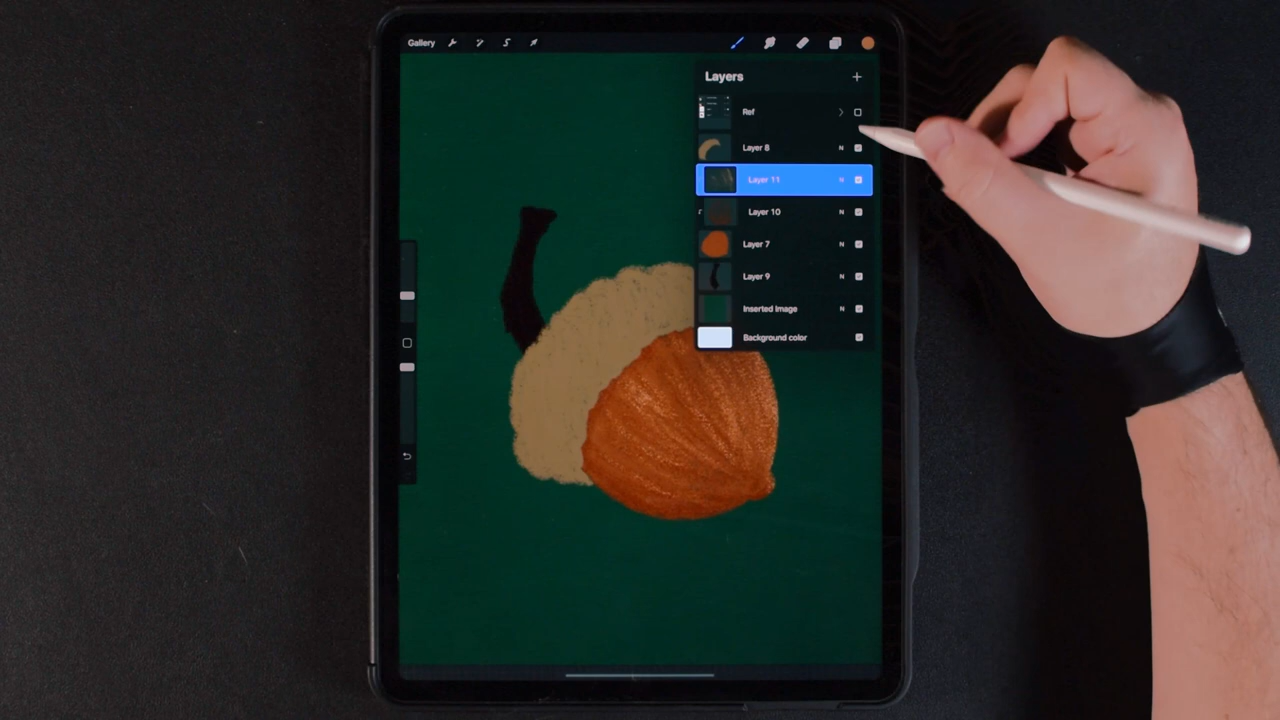 Gallery
Layers
Ref
Layer 8 N
Layer 11 N
Layer 10 N
Layer 7 N
Layer 9 N
Inserted Image N
Background color